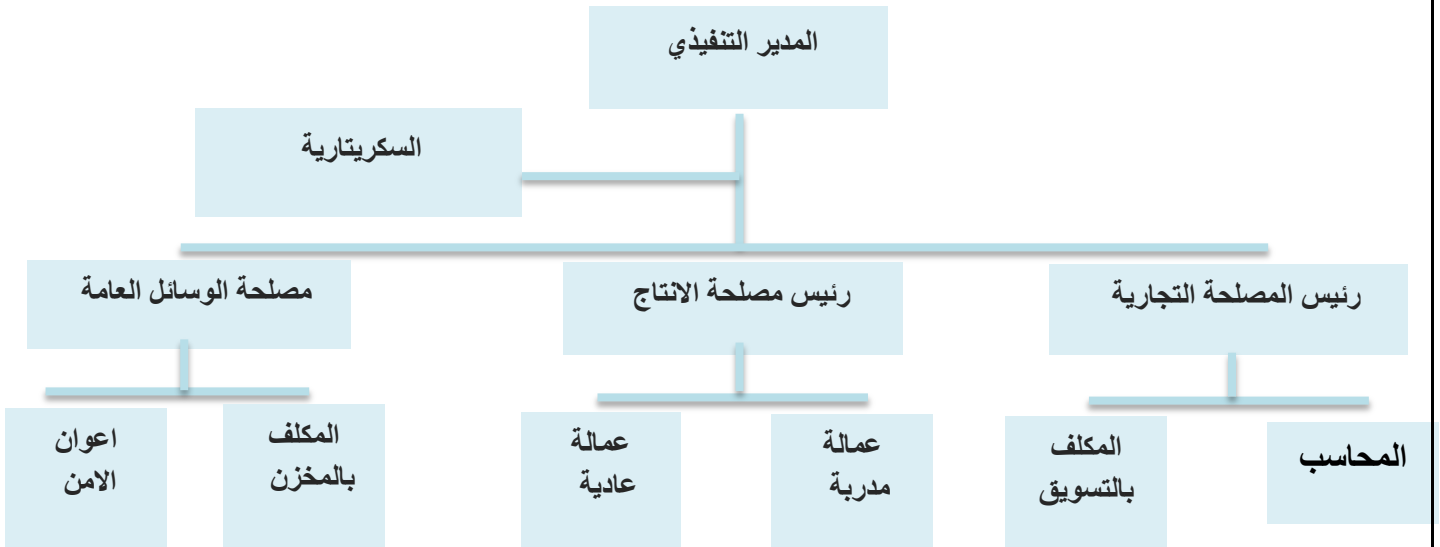 المدير التنفيذي
السكريتارية
رئيس المصلحة التجارية
رئيس مصلحة الانتاج
مصلحة الوسائل العامة
المحاسب
المكلف
بالتسويق
عمالة
مدربة
عمالة
عادية
المكلف
بالمخزن
اعوان
الامن